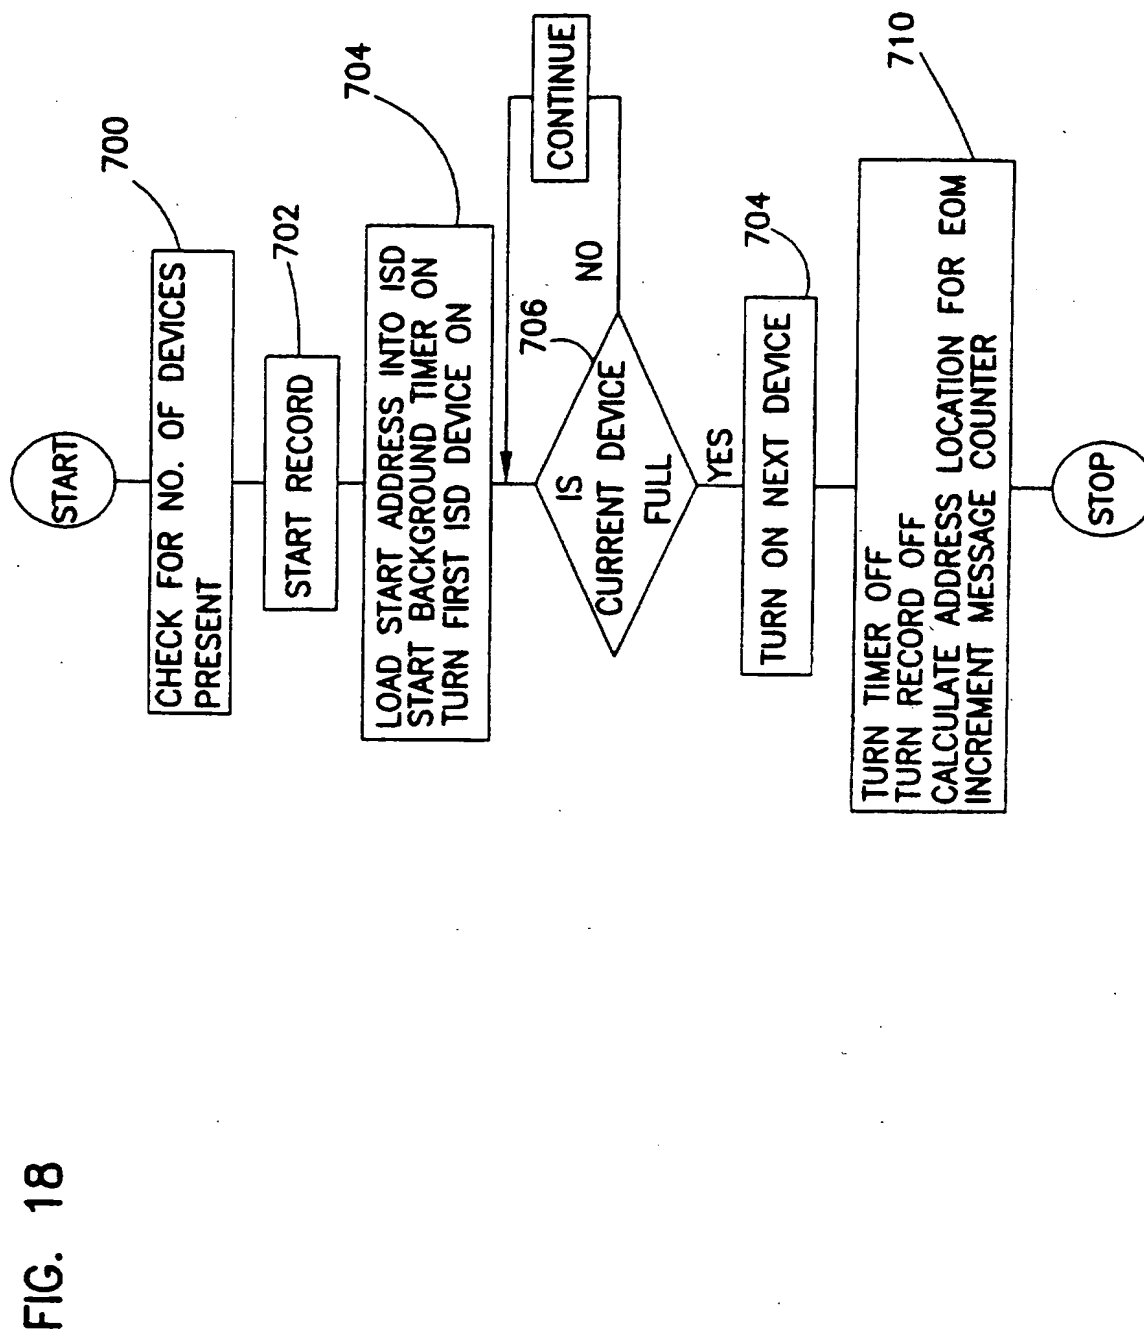 FIG. 18
START
700
CHECK FOR NO. OF DEVICES
PRESENT
702
START RECORD
704
LOAD START ADDRESS INTO ISD
START BACKGROUND TIMER ON
TURN FIRST ISD DEVICE ON
CONTINUE
706
NO
IS
CURRENT DEVICE
FULL
YES
704
TURN ON NEXT DEVICE
710
TURN TIMER OFF
TURN RECORD OFF
CALCULATE ADDRESS LOCATION FOR EOM
INCREMENT MESSAGE COUNTER
STOP